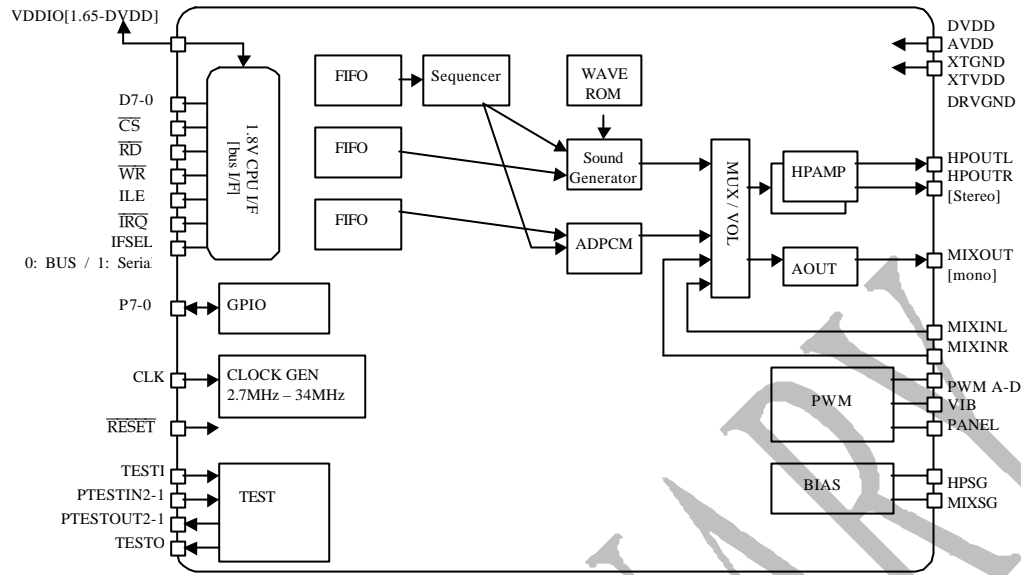 VDDIO[1.65-DVDD]
D7-0
CS
RD
WR
ILE
IRQ
IFSEL
0: BUS / 1: Serial
P7-0
CLK
RESET
TESTI
PTESTIN2-1
PTESTOUT2-1
TESTO
1.8V CPU I/F
[bus I/F]
FIFO
Sequencer
WAVE
ROM
FIFO
Sound
Generator
FIFO
ADPCM
MUX / VOL
HPAMP
AOUT
GPIO
CLOCK GEN
2.7MHz – 34MHz
TEST
PWM
BIAS
DVDD
AVDD
XTGND
XTVDD
DRVGND
HPOUTL
HPOUTR
[Stereo]
MIXOUT
[mono]
MIXINL
MIXINR
PWM A-D
VIB
PANEL
HPSG
MIXSG